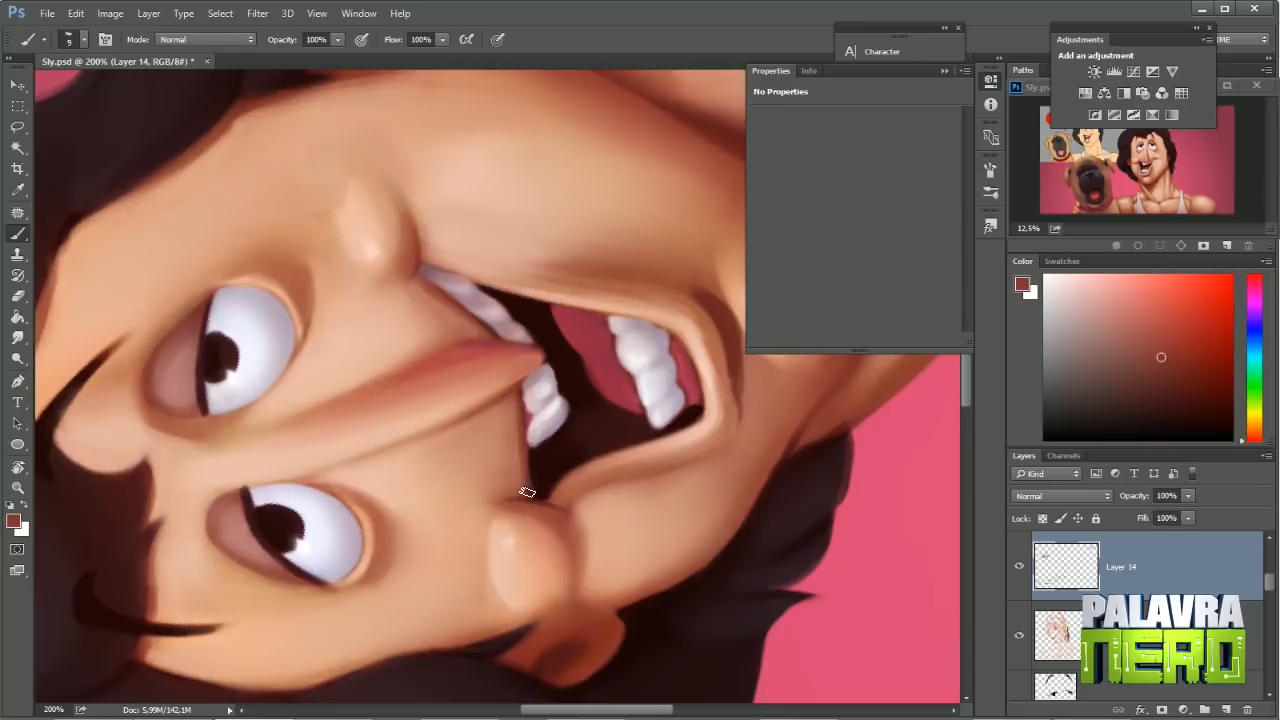 Ps File Edit Image Layer Type Select Filter 3D View Window Help
9 Mode: Normal Opacity: 100% Flow: 100%
Character
Adjustments
Add an adjustment
Sly.psd @ 200% (Layer 14, RGB/8#) * ×
Properties Info
No Properties
Paths
Sly.ps
12,5%
Color Swatches
Layers Channels
Kind
Normal Opacity: 100%
Lock: Fill: 100%
Layer 14
PALAVRA
NERD
200% Doc: 5,99M/142,1M